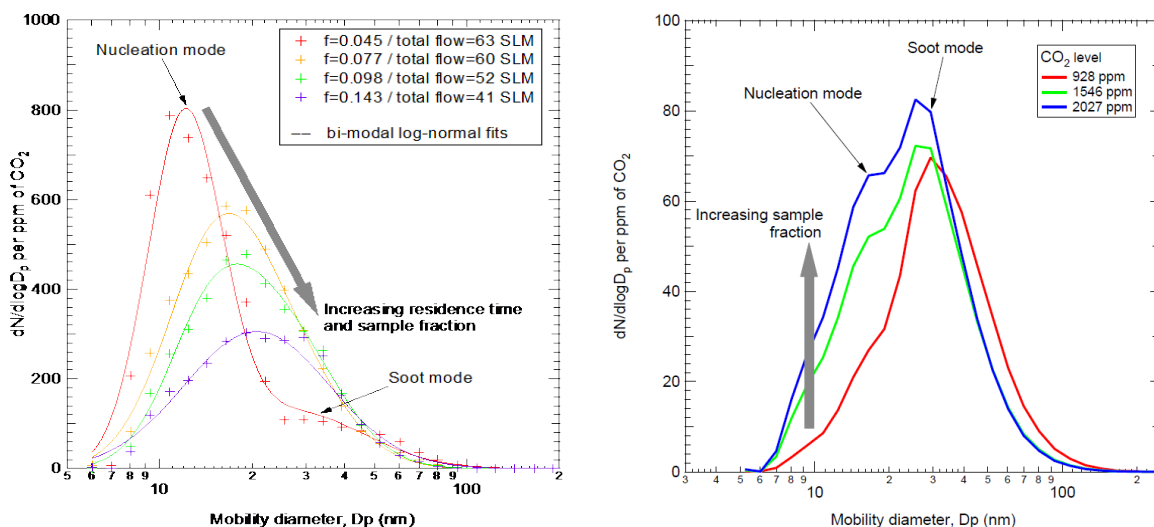 1000
800
600
400
200
0
dN/dlogDp per ppm of CO2
Nucleation mode
f=0.045 / total flow=63 SLM
f=0.077 / total flow=60 SLM
f=0.098 / total flow=52 SLM
f=0.143 / total flow=41 SLM
bi-modal log-normal fits
Increasing residence time
and sample fraction
Soot mode
5 6 7 8 9 10 2 3 4 5 6 7 8 9 100 2
Mobility diameter, Dp (nm)
100
80
60
40
20
0
dN/dlogDp per ppm of CO2
Soot mode
Nucleation mode
CO2 level
928 ppm
1546 ppm
2027 ppm
Increasing sample
fraction
3 4 5 6 7 8 9 10 2 3 4 5 6 7 8 9 100 2
Mobility diameter, Dp (nm)